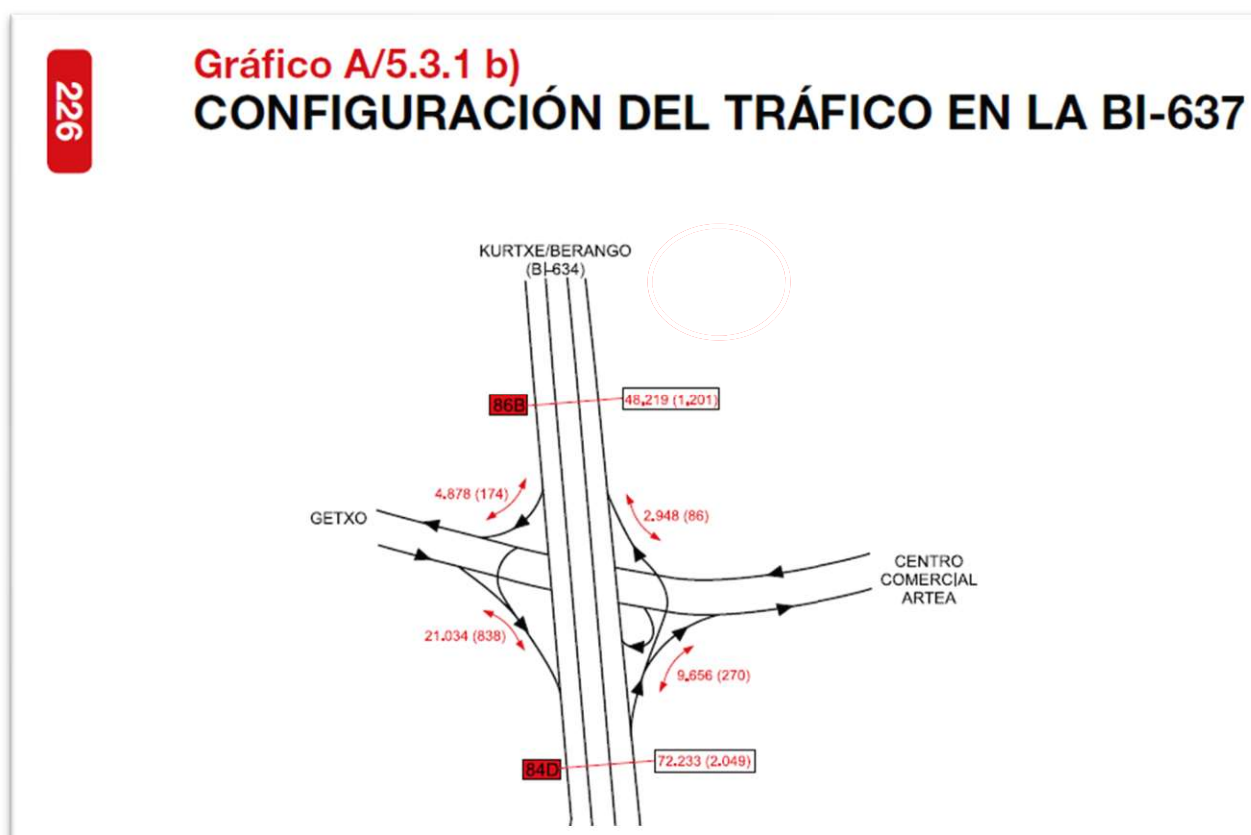 226
Gráfico A/5.3.1 b)
CONFIGURACIÓN DEL TRÁFICO EN LA BI-637
KURTXE/BERANGO
(BI-634)
86B
48.219 (1.201)
4.878 (174)
2.948 (86)
GETXO
CENTRO
COMERCIAL
ARTEA
21.034 (838)
9.656 (270)
84D
72.233 (2.049)